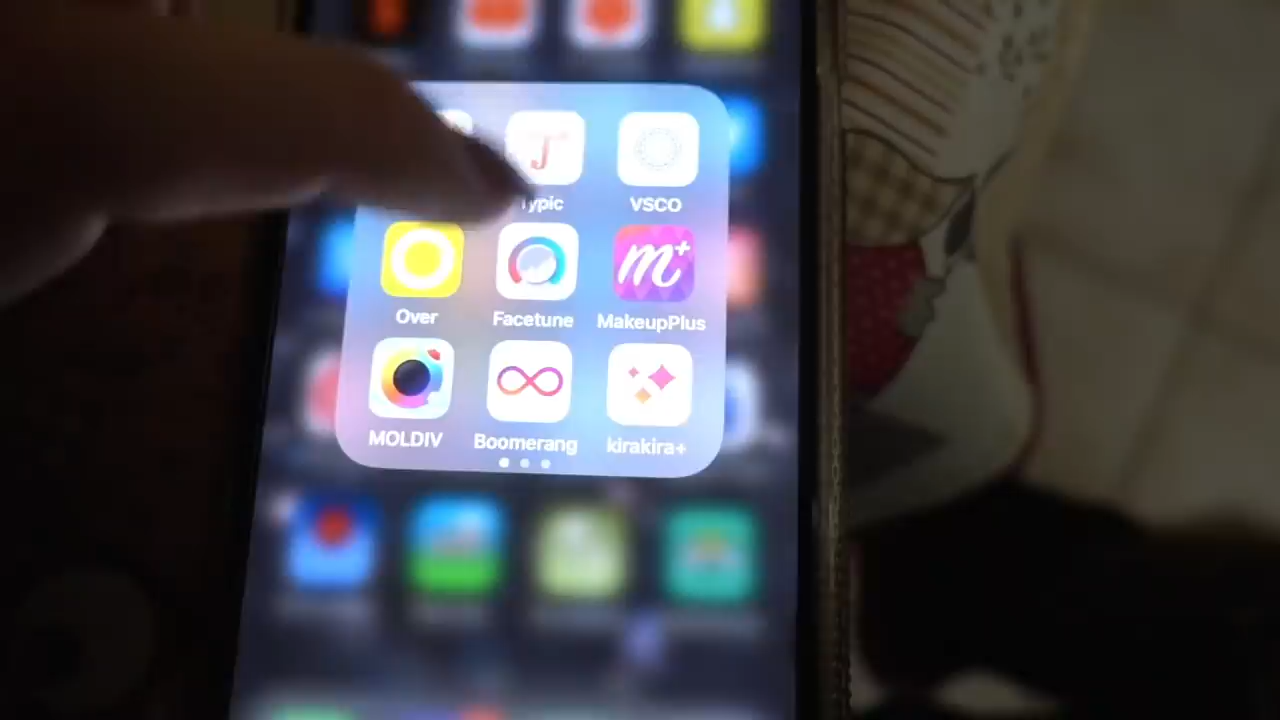 Typic VSCO
Over Facetune MakeupPlus
MOLDIV Boomerang kirakira+